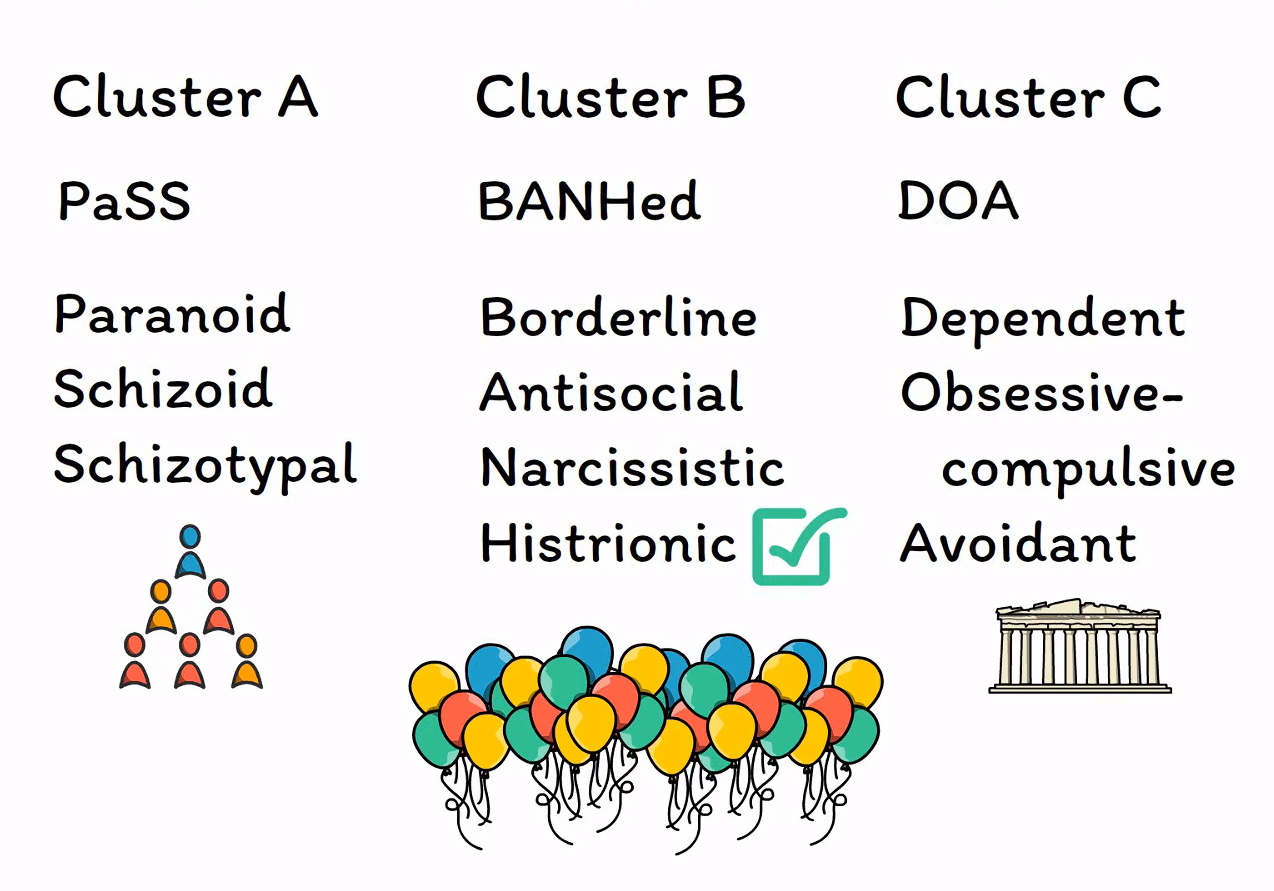 Cluster A
PaSS
Paranoid
Schizoid
Schizotypal
Cluster B
BANHed
Borderline
Antisocial
Narcissistic
Histrionic
Cluster C
DOA
Dependent
Obsessive-
compulsive
Avoidant